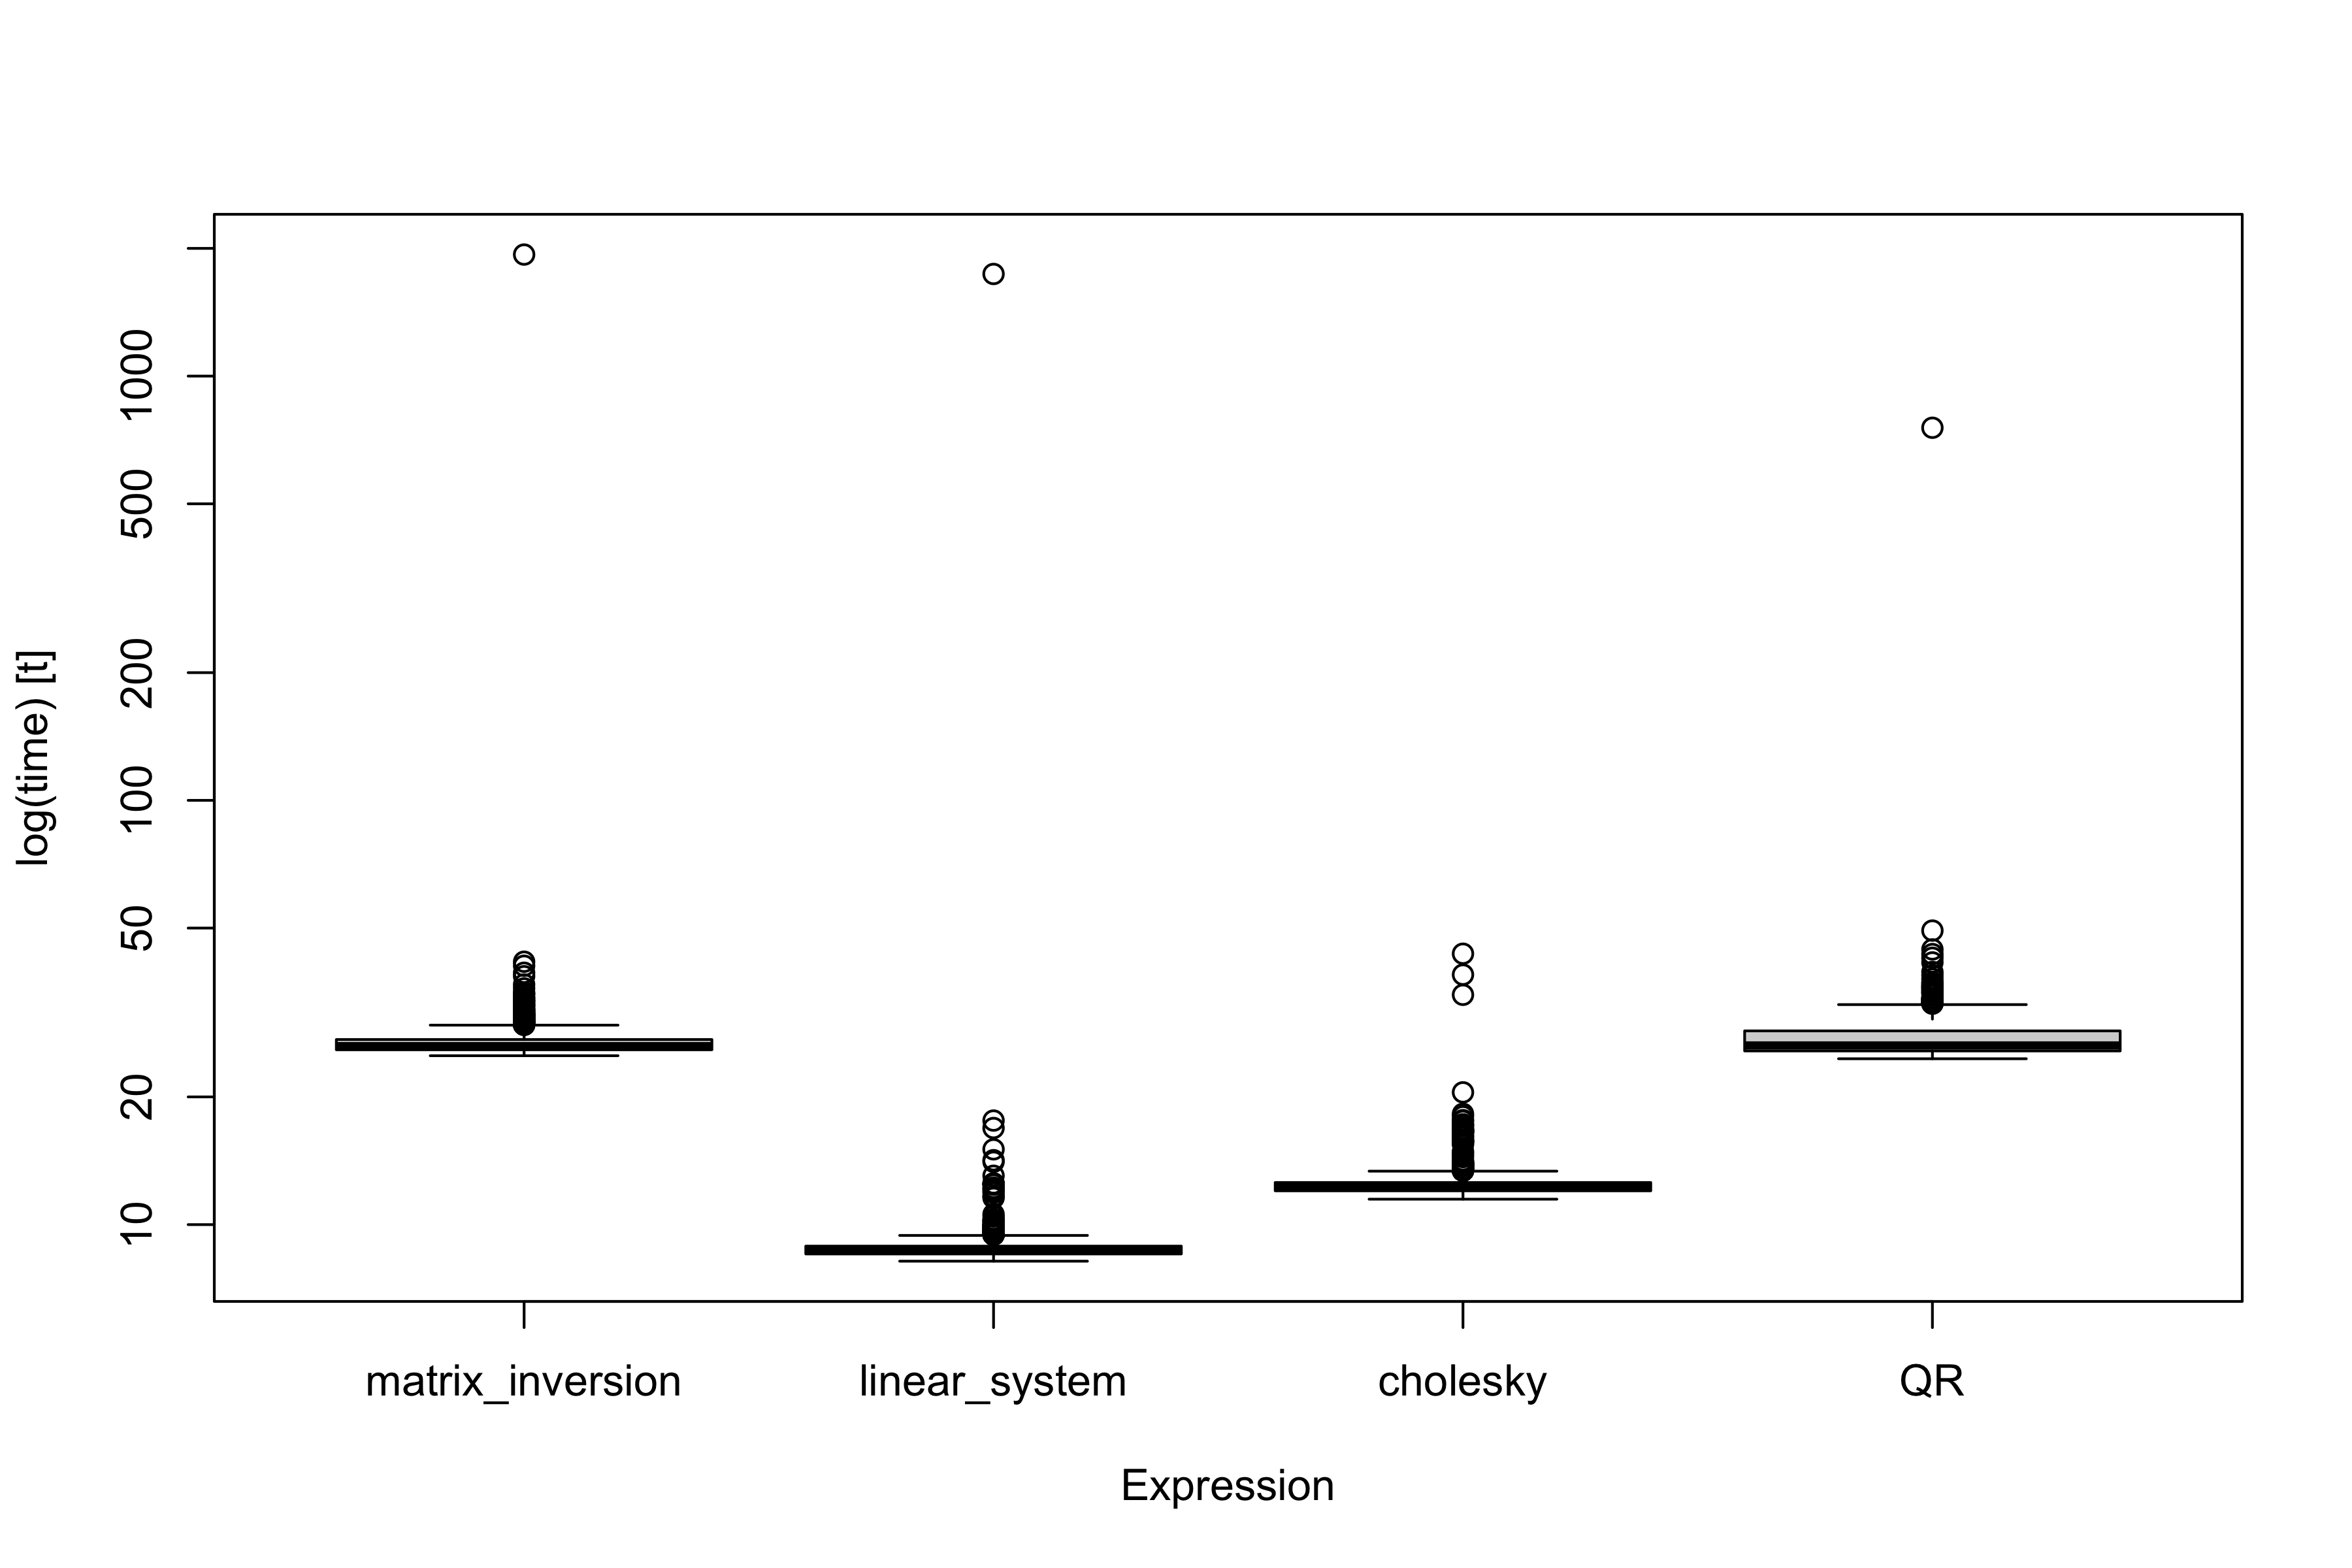 log(time) [t]
1000
500
200
100
50
20
10
matrix_inversion linear_system cholesky QR
Expression